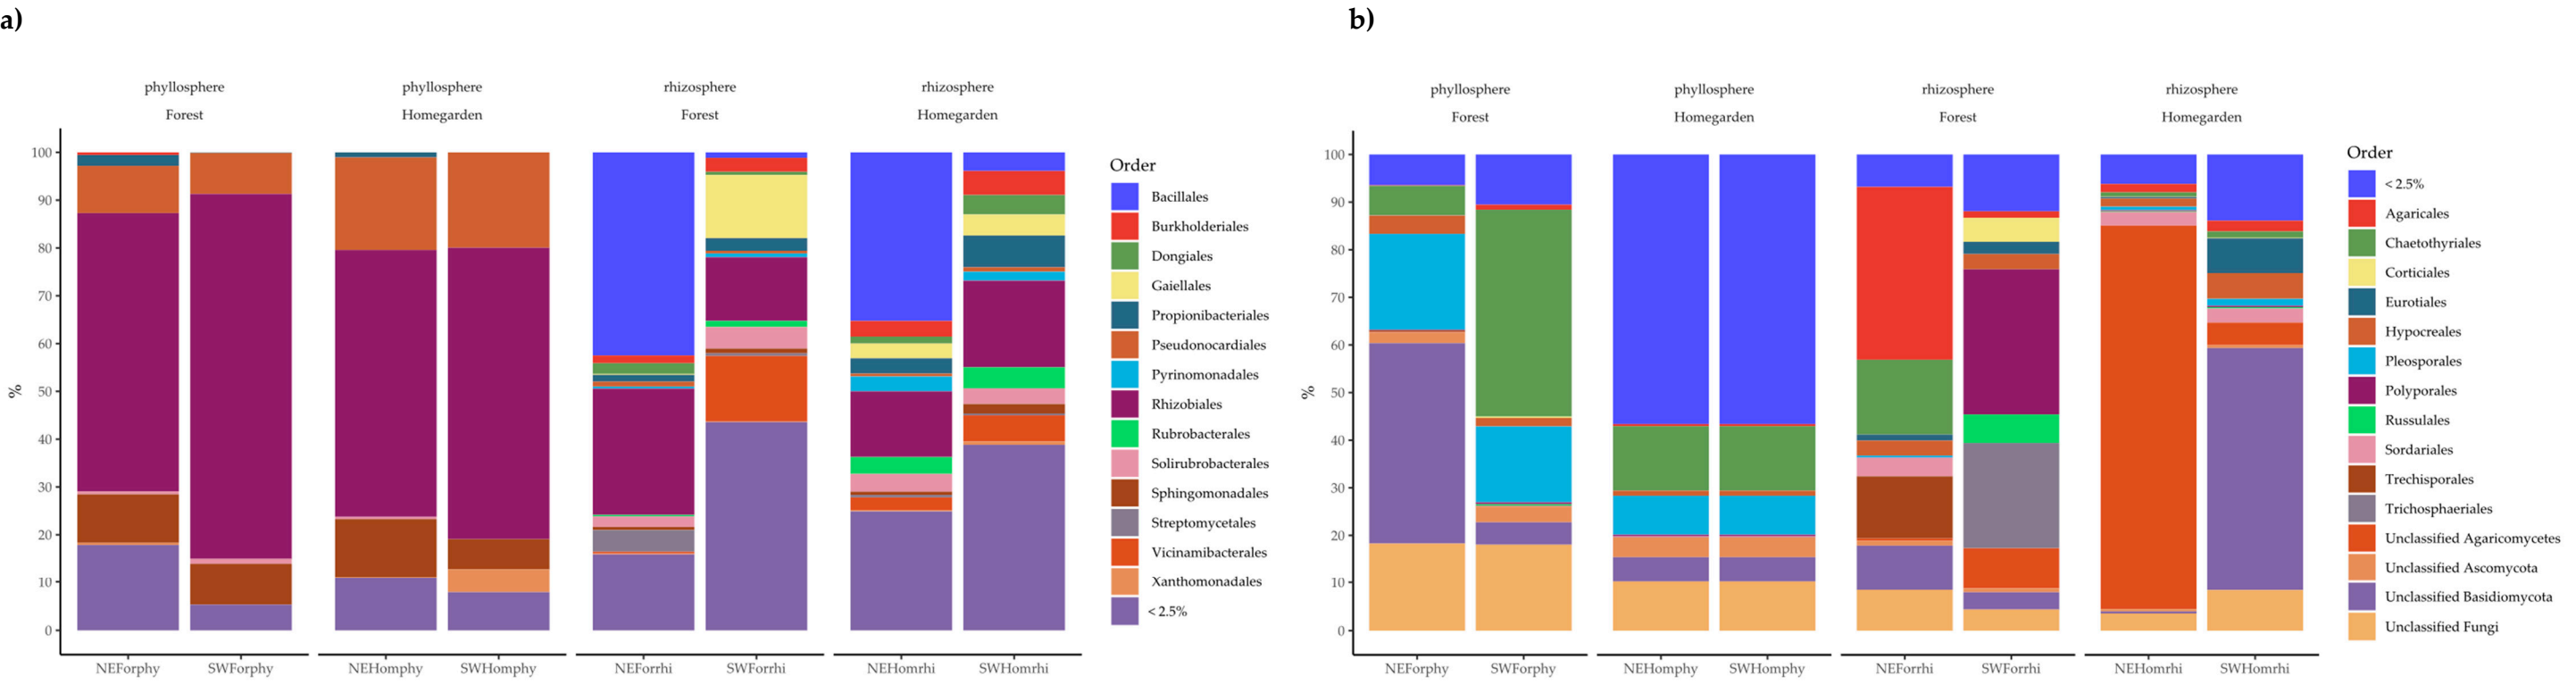 a)
phyllosphere
Forest
phyllosphere
Homegarden
rhizosphere
Forest
rhizosphere
Homegarden
%
100
90
80
70
60
50
40
30
20
10
0
NEForphy
SWForphy
NEHomphy
SWHomphy
NEForrhi
SWForrhi
NEHomrhi
SWHomrhi
Order
Bacillales
Burkholderiales
Dongiales
Gaiellales
Propionibacteriales
Pseudonocardiales
Pyrinomonadales
Rhizobiales
Rubrobacterales
Solirubrobacterales
Sphingomonadales
Streptomycetales
Vicinamibacterales
Xanthomonadales
< 2.5%
b)
phyllosphere
Forest
phyllosphere
Homegarden
rhizosphere
Forest
rhizosphere
Homegarden
%
100
90
80
70
60
50
40
30
20
10
0
NEForphy
SWForphy
NEHomphy
SWHomphy
NEForrhi
SWForrhi
NEHomrhi
SWHomrhi
Order
< 2.5%
Agaricales
Chaetothyriales
Corticiales
Eurotiales
Hypocreales
Pleosporales
Polyporales
Russulales
Sordariales
Trechisporales
Trichosphaeriales
Unclassified Agaricomycetes
Unclassified Ascomycota
Unclassified Basidiomycota
Unclassified Fungi